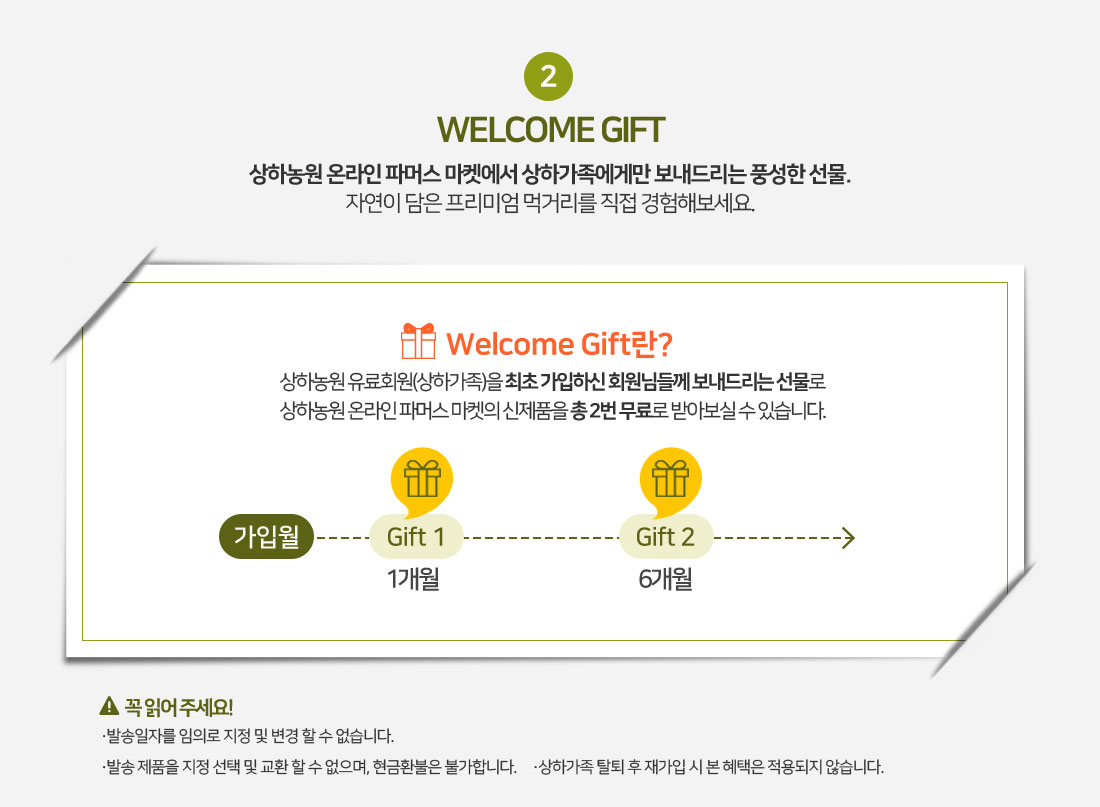 2
WELCOME GIFT
상하농원 온라인 파머스 마켓에서 상하가족에게만 보내드리는 풍성한 선물.
자연이 담은 프리미엄 먹거리를 직접 경험해보세요.
Welcome Gift란?
상하농원 유료회원(상하가족)을 최초 가입하신 회원님들께 보내드리는 선물로
상하농원 온라인 파머스 마켓의 신제품을 총 2번 무료로 받아보실 수 있습니다.
가입월 Gift 1 Gift 2
1개월 6개월
꼭 읽어 주세요!
·발송일자를 임의로 지정 및 변경 할 수 없습니다.
·발송 제품을 지정 선택 및 교환 할 수 없으며, 현금환불은 불가합니다. ·상하가족 탈퇴 후 재가입 시 본 혜택은 적용되지 않습니다.